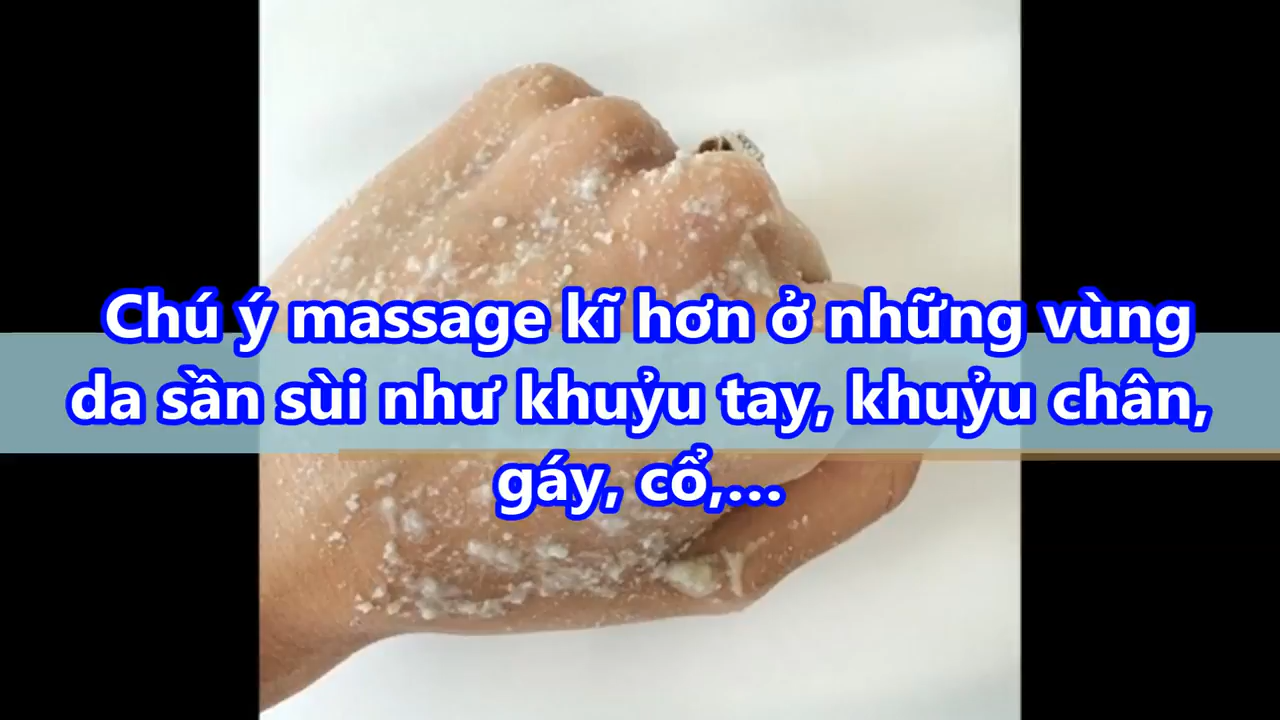 Chú ý massage kĩ hơn ở những vùng
da sần sùi như khuỷu tay, khuỷu chân,
gáy, cổ,...